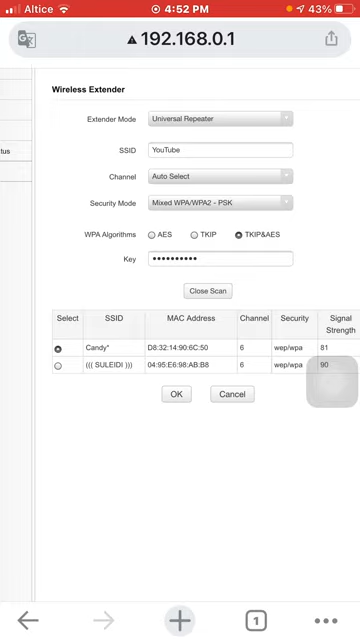 Altice 4:52 PM 43%
192.168.0.1
Wireless Extender
Extender Mode Universal Repeater
SSID YouTube
tus
Channel Auto Select
Security Mode Mixed WPA/WPA2 - PSK
WPA Algorithms AES TKIP TKIP&AES
Key ••••••••••
Close Scan
Select SSID MAC Address Channel Security Signal
Strength
Candy" D8:32:14:90:6C:50 6 wep/wpa 81
((( SULEIDI ))) 04:95:E6:98:AB:B8 6 wep/wpa 90
OK Cancel
1